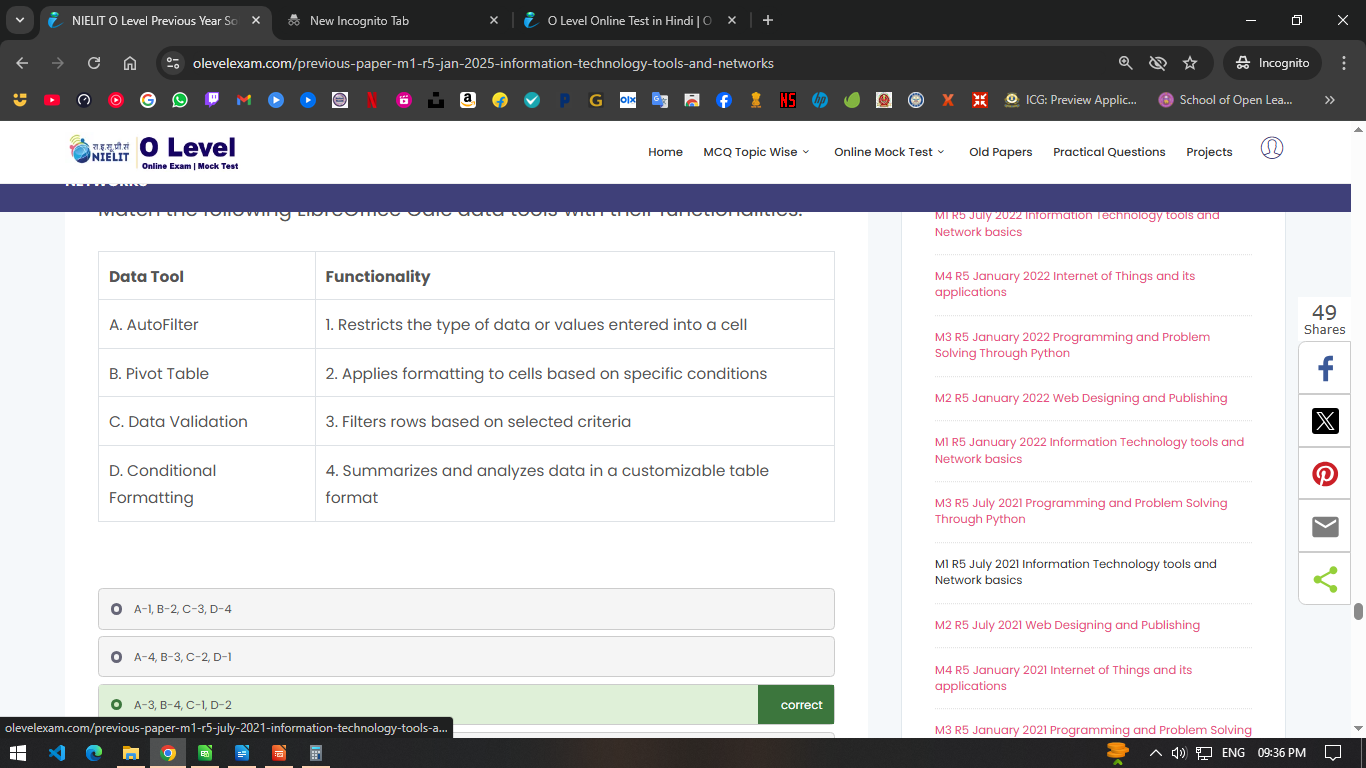 NIELIT O Level Previous Year So
New Incognito Tab
O Level Online Test in Hindi | O
olevelexam.com/previous-paper-m1-r5-jan-2025-information-technology-tools-and-networks
Incognito
ICG: Preview Applic...
School of Open Lea...
रा.इ.सू.प्रौ.सं
NIELIT
O Level
Online Exam | Mock Test
Home
MCQ Topic Wise
Online Mock Test
Old Papers
Practical Questions
Projects
NETWORKS
Match the following LibreOffice Calc data tools with their functionalities:
Data Tool
Functionality
A. AutoFilter
1. Restricts the type of data or values entered into a cell
B. Pivot Table
2. Applies formatting to cells based on specific conditions
C. Data Validation
3. Filters rows based on selected criteria
D. Conditional
Formatting
4. Summarizes and analyzes data in a customizable table
format
A-1, B-2, C-3, D-4
A-4, B-3, C-2, D-1
A-3, B-4, C-1, D-2
correct
M1 R5 July 2022 Information Technology tools and
Network basics
M4 R5 January 2022 Internet of Things and its
applications
M3 R5 January 2022 Programming and Problem
Solving Through Python
M2 R5 January 2022 Web Designing and Publishing
M1 R5 January 2022 Information Technology tools and
Network basics
M3 R5 July 2021 Programming and Problem Solving
Through Python
M1 R5 July 2021 Information Technology tools and
Network basics
M2 R5 July 2021 Web Designing and Publishing
M4 R5 January 2021 Internet of Things and its
applications
M3 R5 January 2021 Programming and Problem Solving
49
Shares
olevelexam.com/previous-paper-m1-r5-july-2021-information-technology-tools-a...
ENG
09:36 PM